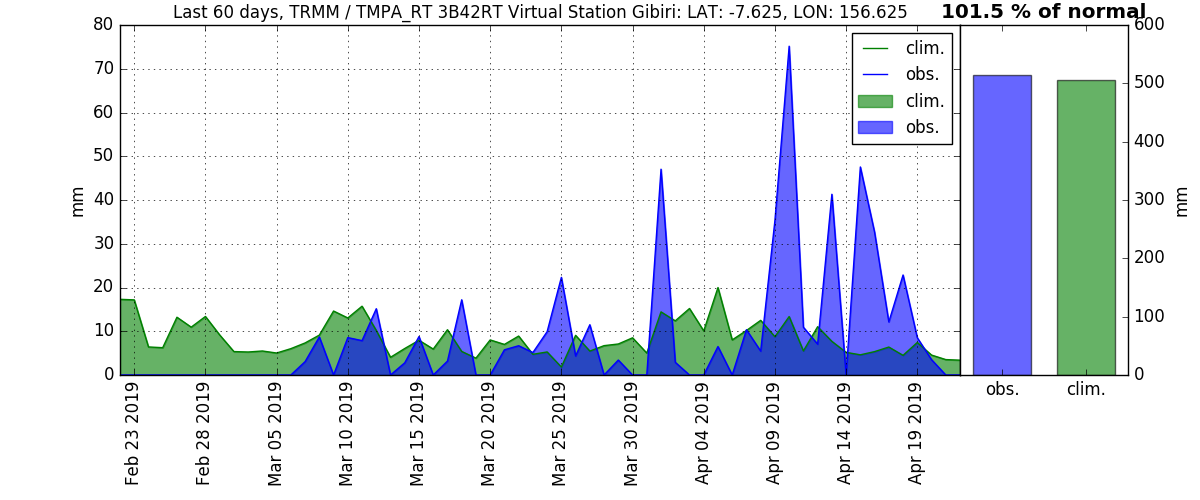 Last 60 days, TRMM / TMPA_RT 3B42RT Virtual Station Gibiri: LAT: -7.625, LON: 156.625
101.5 % of normal
80
70
60
50
40
30
20
10
0
mm
clim.
obs.
clim.
obs.
600
500
400
300
200
100
0
mm
obs.
clim.
Feb 23 2019
Feb 28 2019
Mar 05 2019
Mar 10 2019
Mar 15 2019
Mar 20 2019
Mar 25 2019
Mar 30 2019
Apr 04 2019
Apr 09 2019
Apr 14 2019
Apr 19 2019